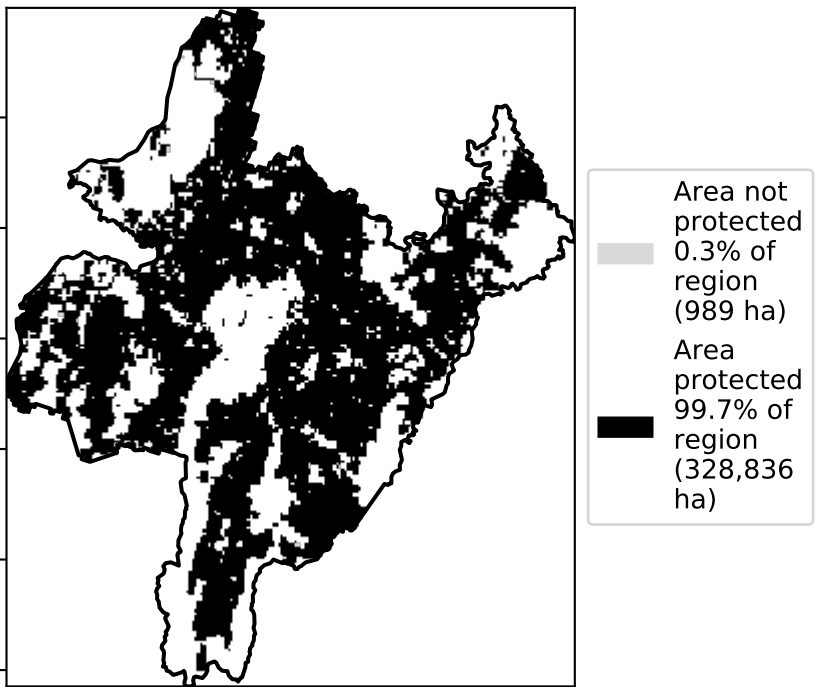 Area not
protected
0.3% of
region
(989 ha)
Area
protected
99.7% of
region
(328,836
ha)